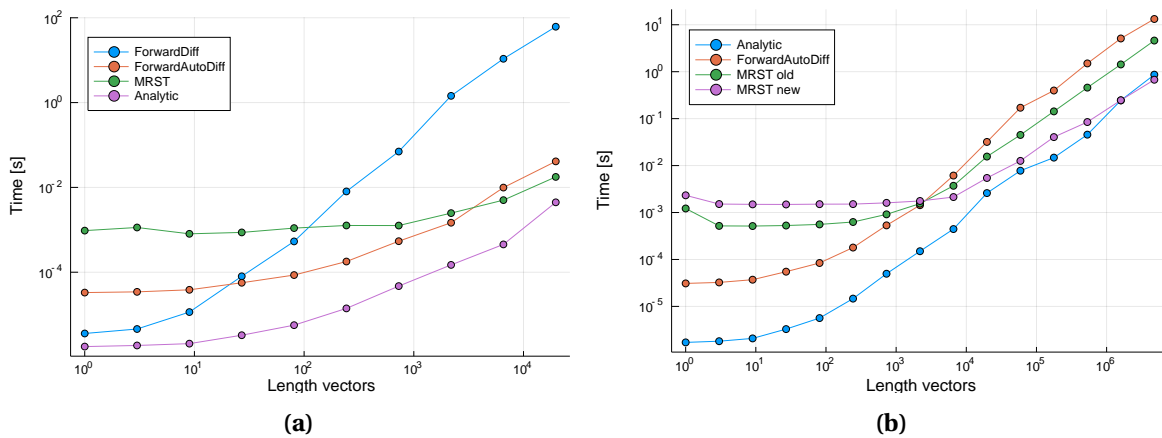 10^2
10^0
10^-2
10^-4
Time [s]
ForwardDiff
ForwardAutoDiff
MRST
Analytic
10^0 10^1 10^2 10^3 10^4
Length vectors
(a)
10^1
10^0
10^-1
10^-2
10^-3
10^-4
10^-5
Time [s]
Analytic
ForwardAutoDiff
MRST old
MRST new
10^0 10^1 10^2 10^3 10^4 10^5 10^6
Length vectors
(b)